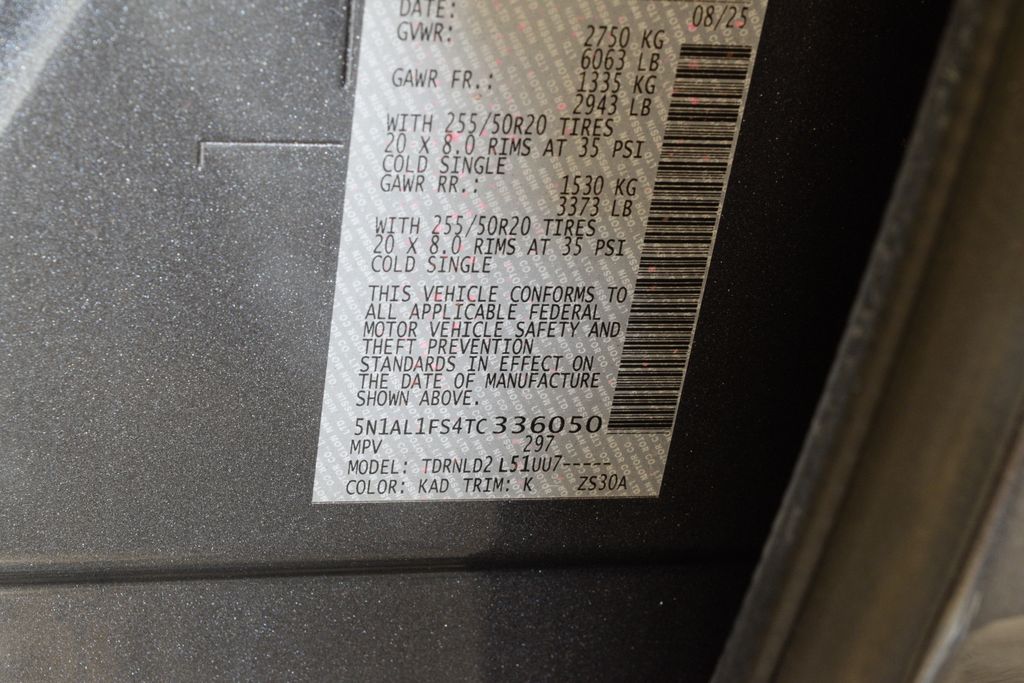 DATE: 08/25
GVWR: 2750 KG
6063 LB
GAWR FR.: 1335 KG
2943 LB
WITH 255/50R20 TIRES
20 X 8.0 RIMS AT 35 PSI
COLD SINGLE
GAWR RR.: 1530 KG
3373 LB
WITH 255/50R20 TIRES
20 X 8.0 RIMS AT 35 PSI
COLD SINGLE
THIS VEHICLE CONFORMS TO
ALL APPLICABLE FEDERAL
MOTOR VEHICLE SAFETY AND
THEFT PREVENTION
STANDARDS IN EFFECT ON
THE DATE OF MANUFACTURE
SHOWN ABOVE.
5N1AL1FS4TC336050
MPV 297
MODEL: TDRNLD2 L51UU7-----
COLOR: KAD TRIM: K ZS30A